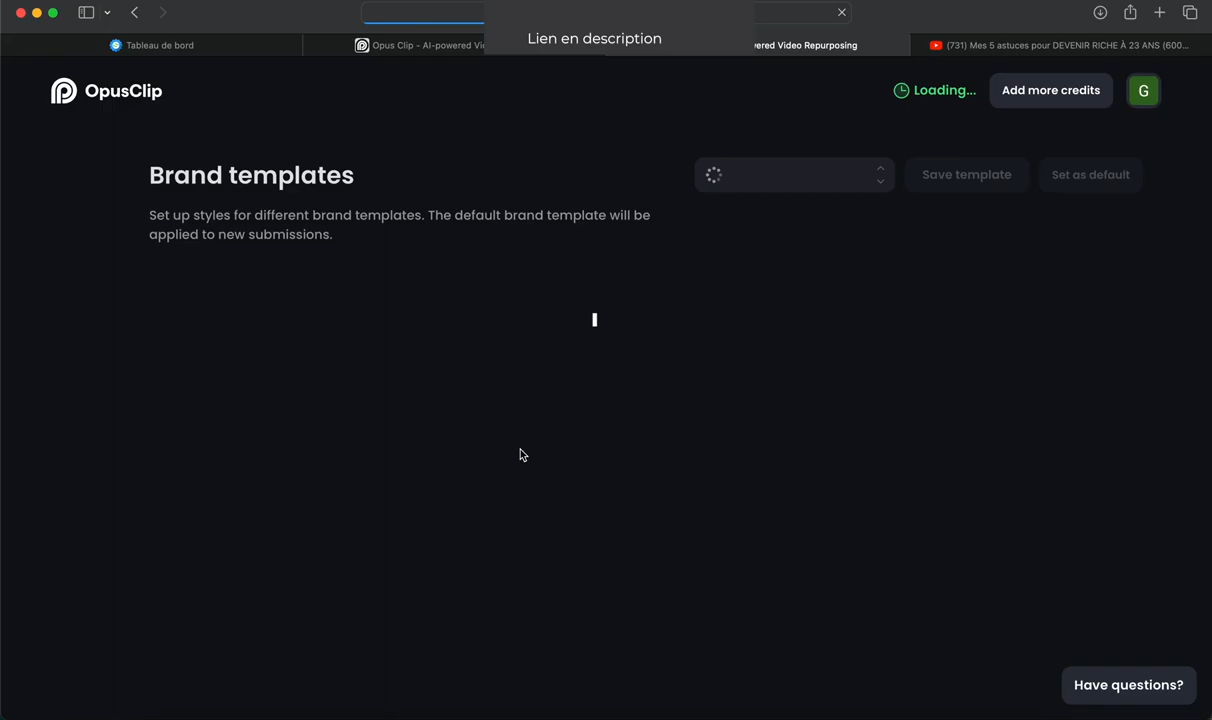 Lien en description
Tableau de bord
Opus Clip - AI-powered Vi
wered Video Repurposing
(731) Mes 5 astuces pour DEVENIR RICHE À 23 ANS (600...
OpusClip
Loading...
Add more credits
G
Brand templates
Save template
Set as default
Set up styles for different brand templates. The default brand template will be
applied to new submissions.
Have questions?